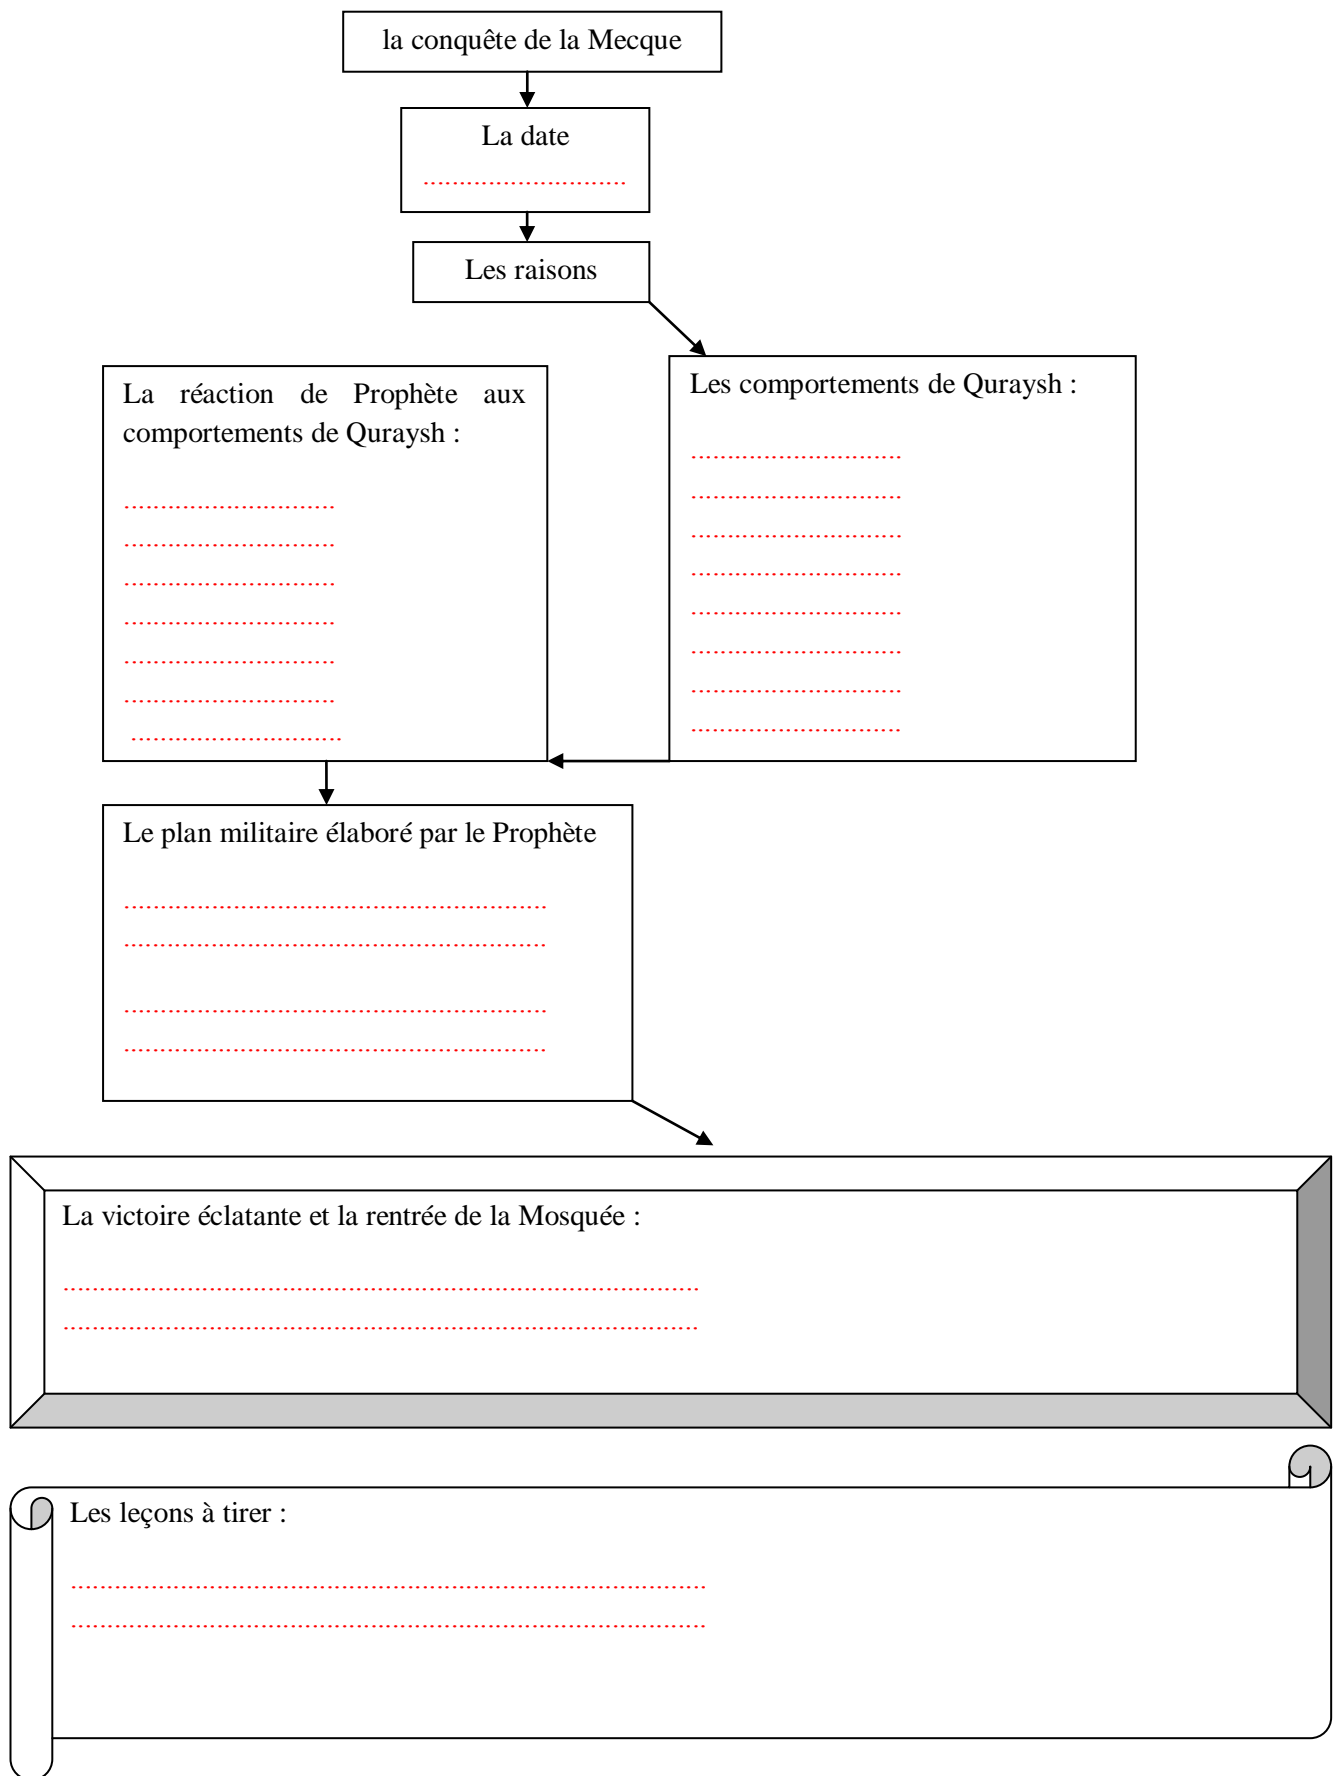 la conquête de la Mecque
La date
............................
Les raisons
Les comportements de Quraysh :
.............................
.............................
.............................
.............................
.............................
.............................
.............................
.............................
La réaction de Prophète aux
comportements de Quraysh :
.............................
.............................
.............................
.............................
.............................
.............................
.............................
Le plan militaire élaboré par le Prophète
..........................................................
..........................................................
..........................................................
..........................................................
La victoire éclatante et la rentrée de la Mosquée :
.......................................................................................
.......................................................................................
Les leçons à tirer :
.......................................................................................
.......................................................................................